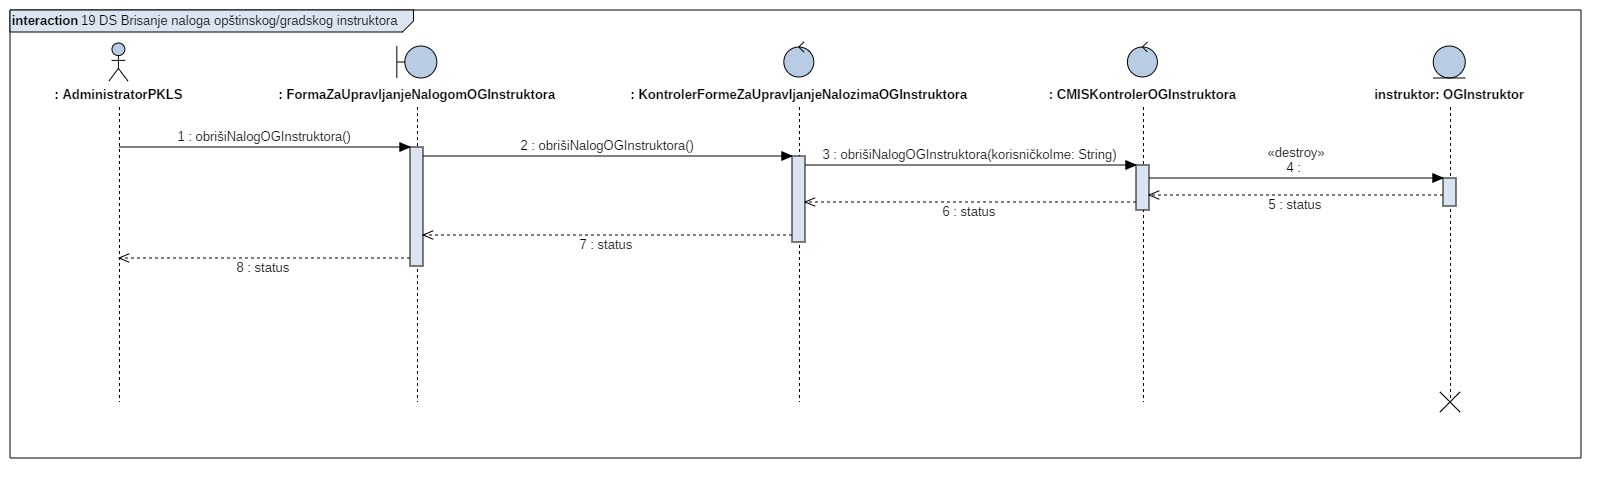 interaction 19 DS Brisanje naloga opštinskog/gradskog instruktora
: AdministratorPKLS
: FormaZaUpravljanjeNalogomOGInstruktora
: KontrolerFormeZaUpravljanjeNalozimaOGInstruktora
: CMISKontrolerOGInstruktora
instruktor: OGInstruktor
1 : obrišiNalogOGInstruktora()
2 : obrišiNalogOGInstruktora()
3 : obrišiNalogOGInstruktora(korisničkoIme: String)
«destroy»
4 :
5 : status
6 : status
7 : status
8 : status